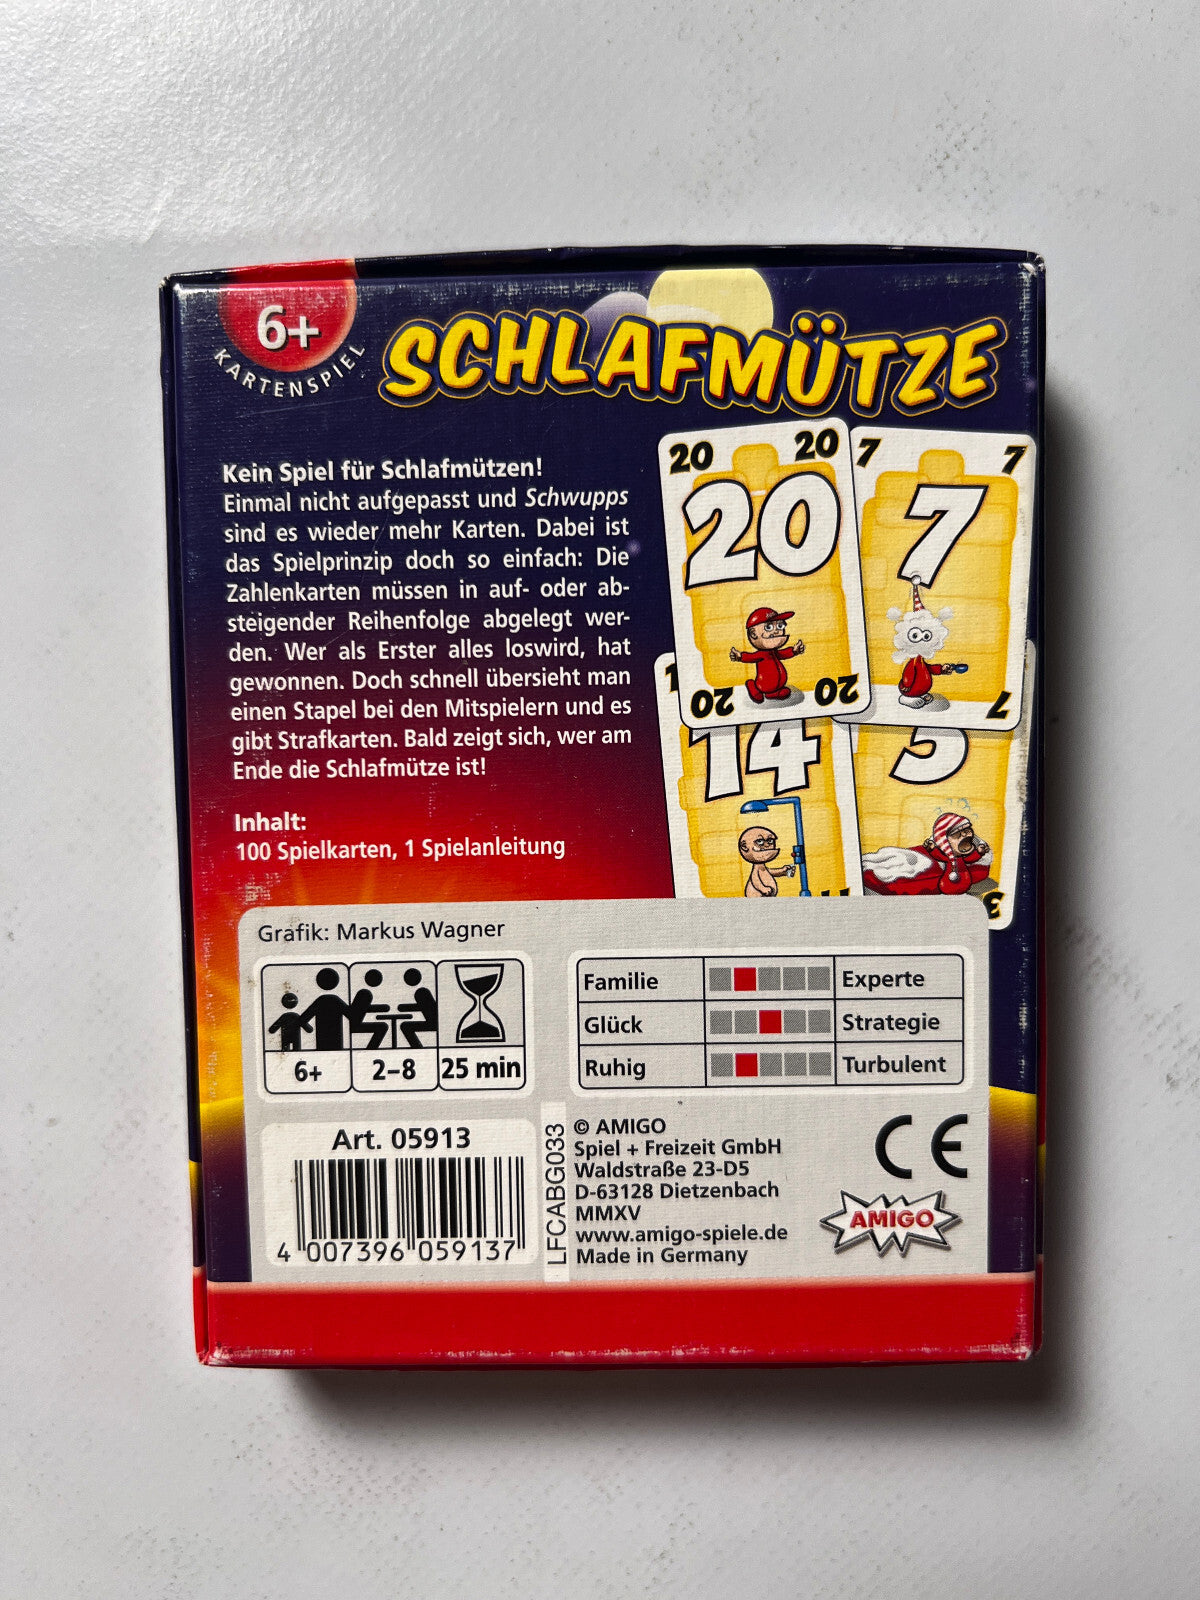 6+
KARTENSPIEL
SCHLAFMÜTZE
Kein Spiel für Schlafmützen!
Einmal nicht aufgepasst und Schwupps
sind es wieder mehr Karten. Dabei ist
das Spielprinzip doch so einfach: Die
Zahlenkarten müssen in auf- oder ab-
steigender Reihenfolge abgelegt wer-
den. Wer als Erster alles loswird, hat
gewonnen. Doch schnell übersieht man
einen Stapel bei den Mitspielern und es
gibt Strafkarten. Bald zeigt sich, wer am
Ende die Schlafmütze ist!
Inhalt:
100 Spielkarten, 1 Spielanleitung
20 20
20
20 20
7 7
7
7
14
3
3
Grafik: Markus Wagner
6+ 2–8 25 min
Familie Experte
Glück Strategie
Ruhig Turbulent
Art. 05913
4 007396 059137
LFCABG033
© AMIGO
Spiel + Freizeit GmbH
Waldstraße 23-D5
D-63128 Dietzenbach
MMXV
www.amigo-spiele.de
Made in Germany
CE
AMIGO